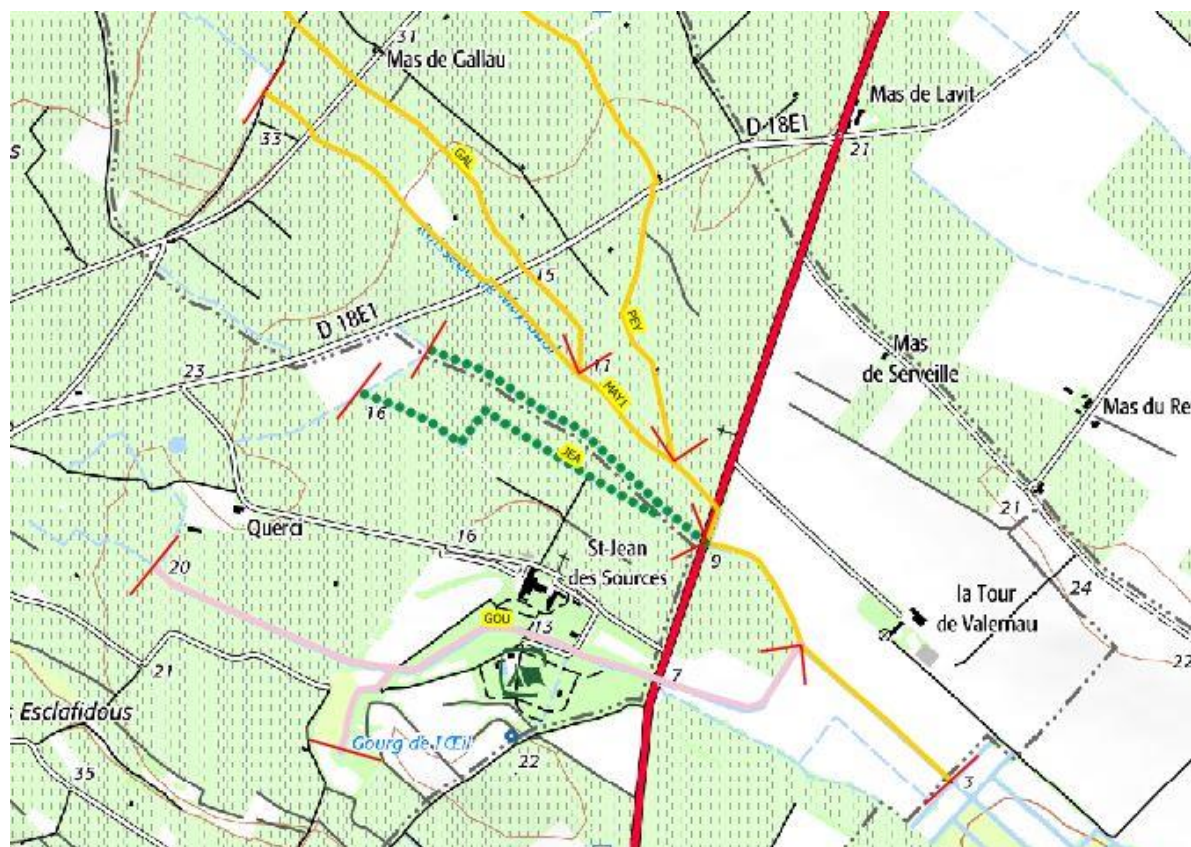 31
Mas de Gallau
Mas de Lavit
D 18E1
33
21
GAL
s
15
PEY
D 18E1
11
Mas
de Serveille
23
MAY1
16
Mas du Re
JEA
21
Querci
16
St-Jean
des Sources
9
24
20
la Tour
de Valernau
GOU
113
22
21
7
s Esclafidous
Gourg de l'Œil
22
35
3